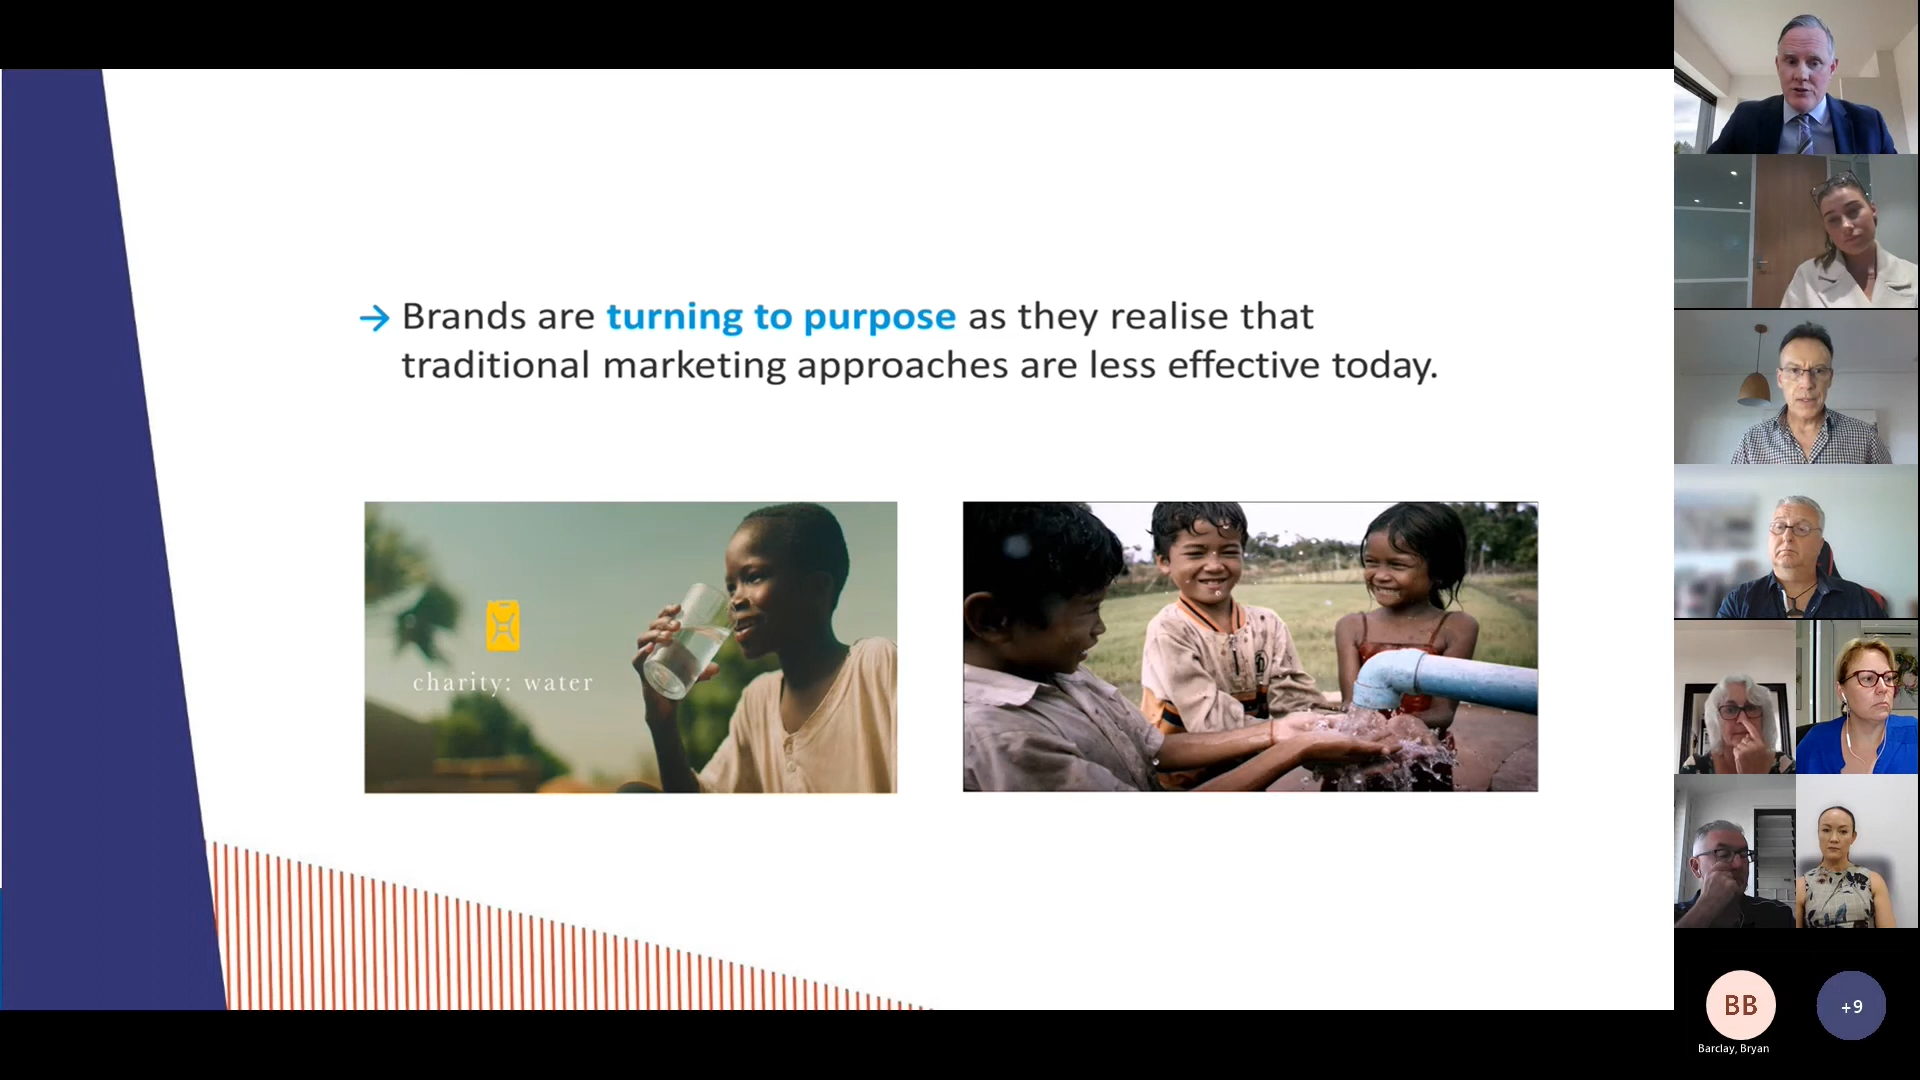 → Brands are turning to purpose as they realise that
traditional marketing approaches are less effective today.
charity: water
BB
+9
Barclay, Bryan